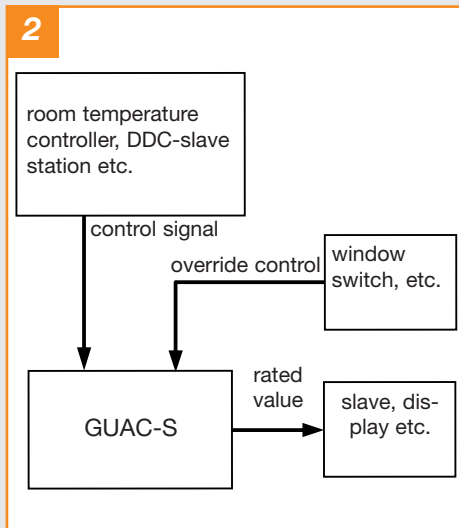 2
room temperature
controller, DDC-slave
station etc.
control signal
override control
window
switch, etc.
GUAC-S
rated
value
slave, dis-
play etc.